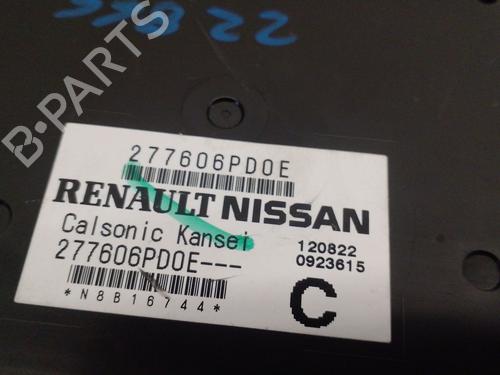 B-PARTS
277606PD0E
RENAULT NISSAN
Calsonic Kansei
120822
277606PD0E---
0923615
*N8B16744*
C